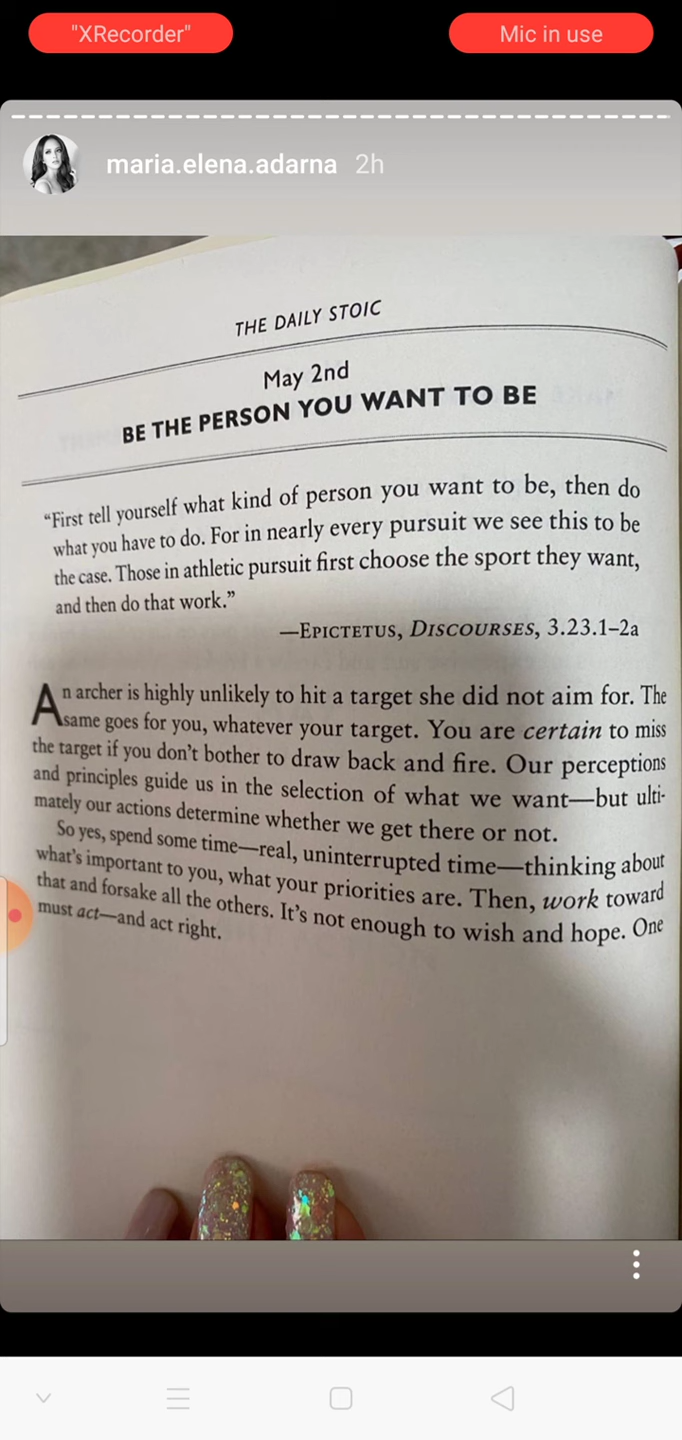 "XRecorder"
Mic in use
maria.elena.adarna 2h
THE DAILY STOIC
May 2nd
BE THE PERSON YOU WANT TO BE
“First tell yourself what kind of person you want to be, then do
what you have to do. For in nearly every pursuit we see this to be
the case. Those in athletic pursuit first choose the sport they want,
and then do that work.”
—EPICTETUS, DISCOURSES, 3.23.1–2a
An archer is highly unlikely to hit a target she did not aim for. The
same goes for you, whatever your target. You are certain to miss
the target if you don’t bother to draw back and fire. Our perceptions
and principles guide us in the selection of what we want—but ulti-
mately our actions determine whether we get there or not.
So yes, spend some time—real, uninterrupted time—thinking about
what’s important to you, what your priorities are. Then, work toward
that and forsake all the others. It’s not enough to wish and hope. One
must act—and act right.